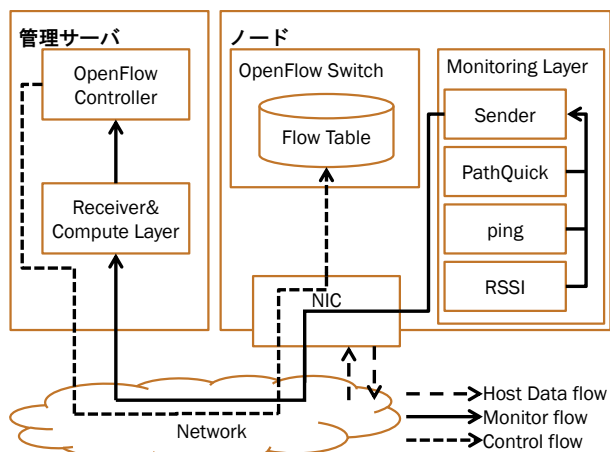 管理サーバ
OpenFlow
Controller
Receiver&
Compute Layer
ノード
OpenFlow Switch
Flow Table
NIC
Monitoring Layer
Sender
PathQuick
ping
RSSI
Network
Host Data flow
Monitor flow
Control flow